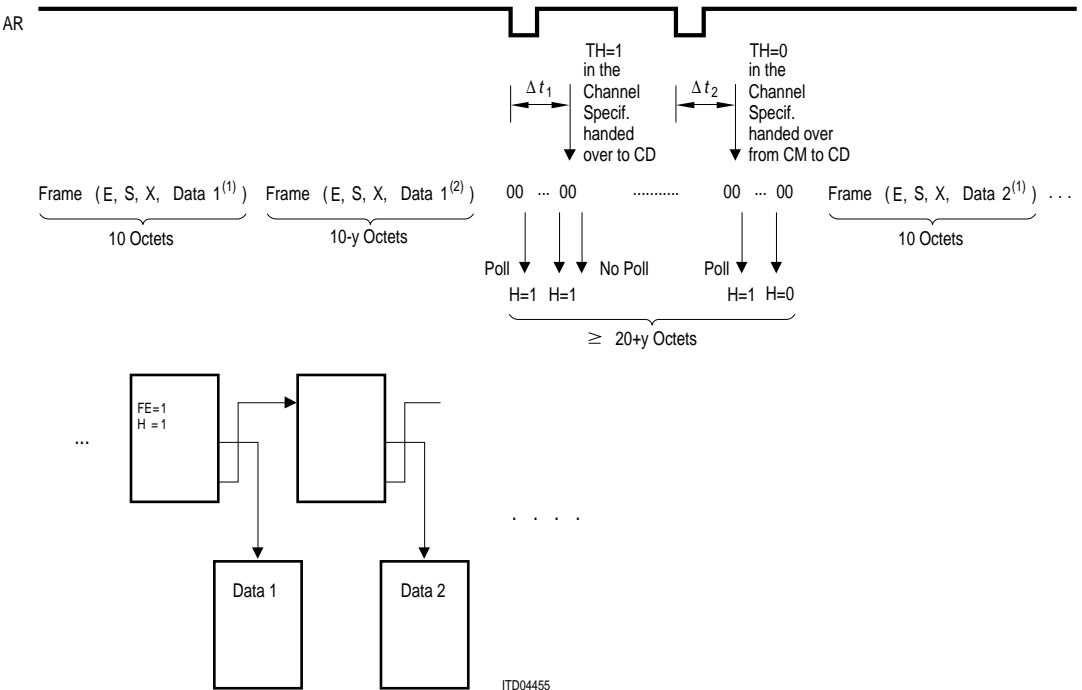 AR
TH=1
in the
Channel
Specif.
handed
over to CD
TH=0
in the
Channel
Specif.
handed over
from CM to CD
Δt1
Δt2
Frame (E, S, X, Data 1(1)) Frame (E, S, X, Data 1(2)) 00 ... 00 ........... 00 ... 00 Frame (E, S, X, Data 2(1)) ...
10 Octets
10-y Octets
10 Octets
Poll
No Poll
Poll
H=1 H=1
H=1 H=0
≥ 20+y Octets
FE=1
H =1
...
. . . .
Data 1
Data 2
ITD04455